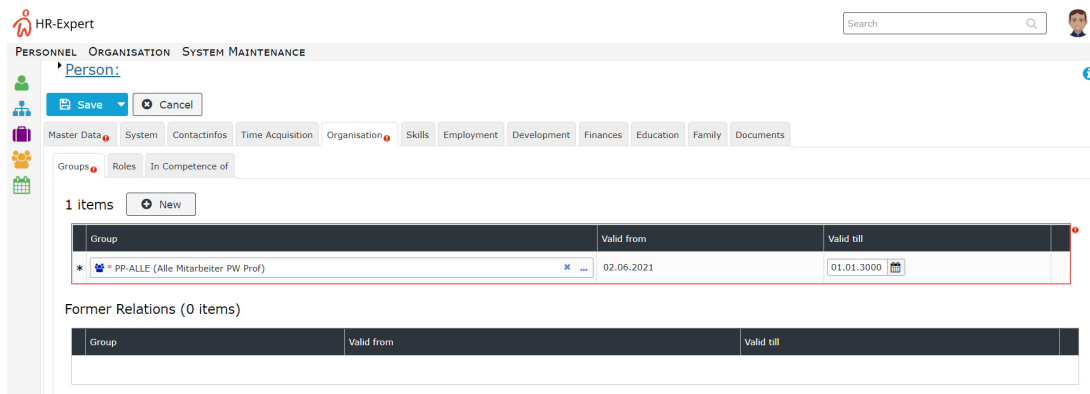 HR-Expert
Search
PERSONNEL ORGANISATION SYSTEM MAINTENANCE
Person:
Save Cancel
Master Data System Contactinfos Time Acquisition Organisation Skills Employment Development Finances Education Family Documents
Groups Roles In Competence of
1 items New
Group Valid from Valid till
* * PP-ALLE (Alle Mitarbeiter PW Prof) × ... 02.06.2021 01.01.3000
Former Relations (0 items)
Group Valid from Valid till